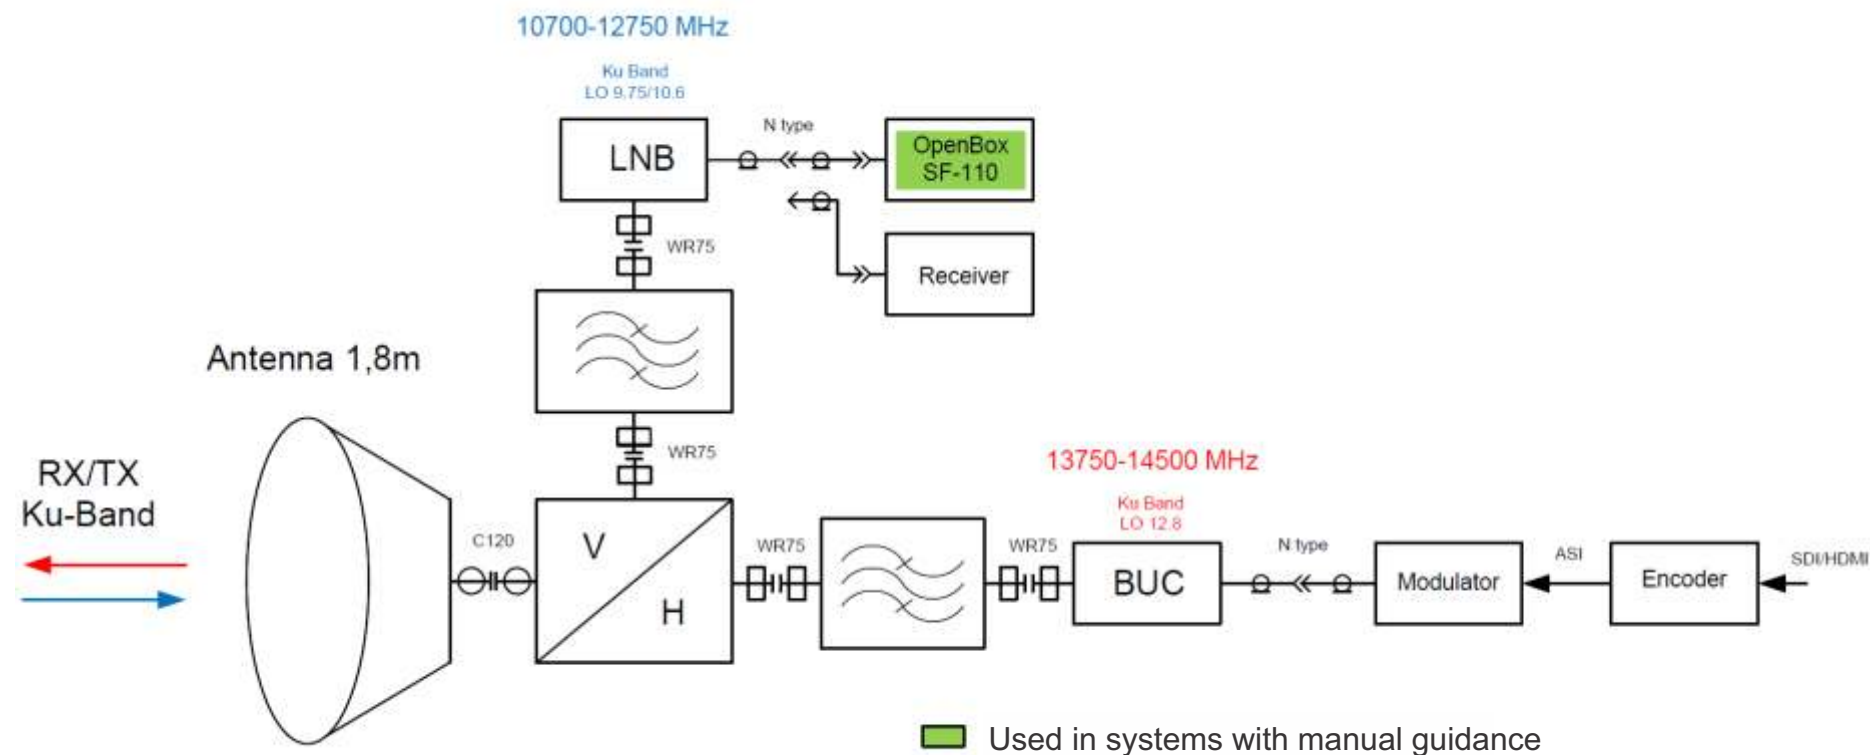 10700-12750 MHz
Ku Band
LO 9.75/10.6
LNB
N type
OpenBox
SF-110
WR75
Receiver
Antenna 1,8m
WR75
RX/TX
Ku-Band
13750-14500 MHz
Ku Band
LO 12.8
C120
V
H
WR75
WR75
BUC
N type
Modulator
ASI
Encoder
SDI/HDMI
Used in systems with manual guidance